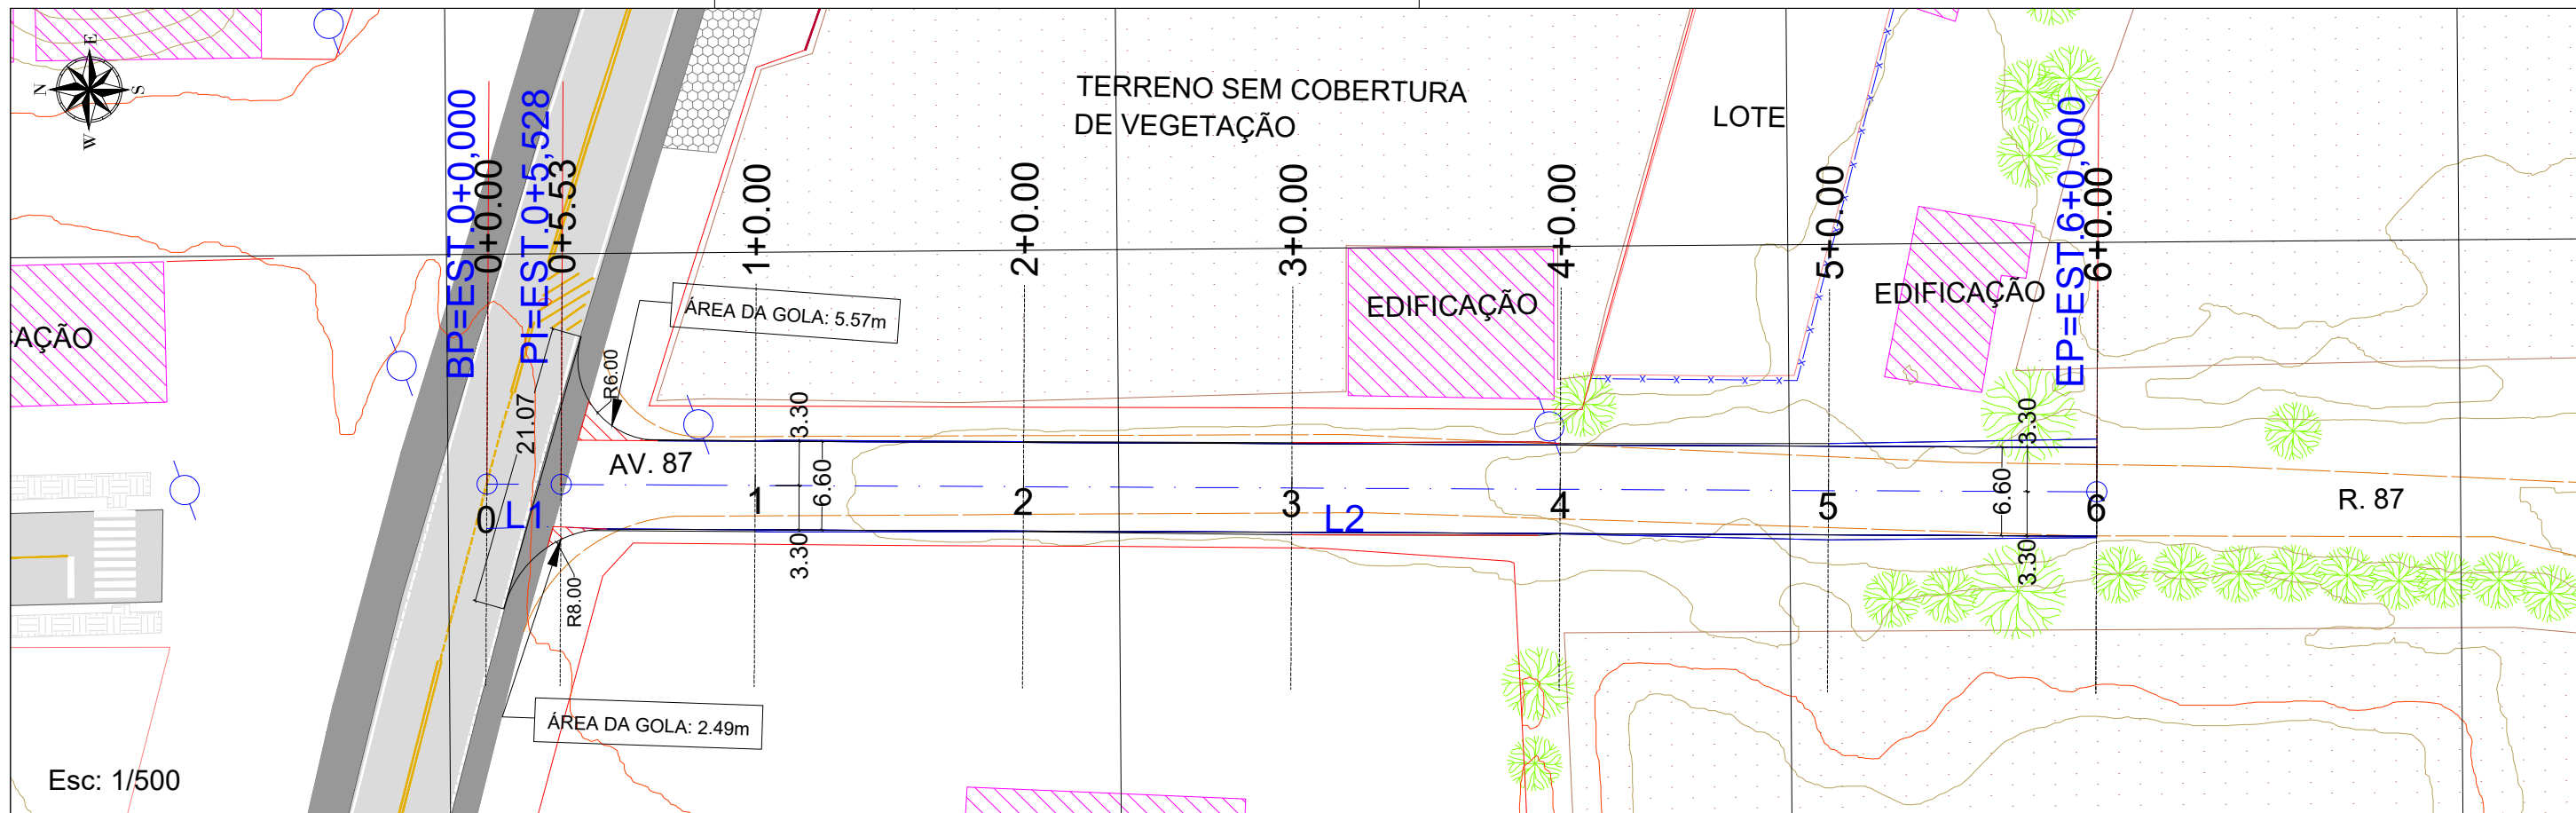 E
N
S
W
BP=EST.0+0,000
0+0.00
PI=EST.0+5,528
0+5.53
1+0.00
2+0.00
3+0.00
4+0.00
5+0.00
EP=EST.6+0,000
6+0.00
TERRENO SEM COBERTURA
DE VEGETAÇÃO
LOTE
ÁREA DA GOLA: 5.57m
EDIFICAÇÃO
EDIFICAÇÃO
AÇÃO
R6.00
21.07
3.30
6.60
3.30
3.30
6.60
3.30
AV. 87
R. 87
0
L1
1
2
3
L2
4
5
6
R8.00
ÁREA DA GOLA: 2.49m
Esc: 1/500